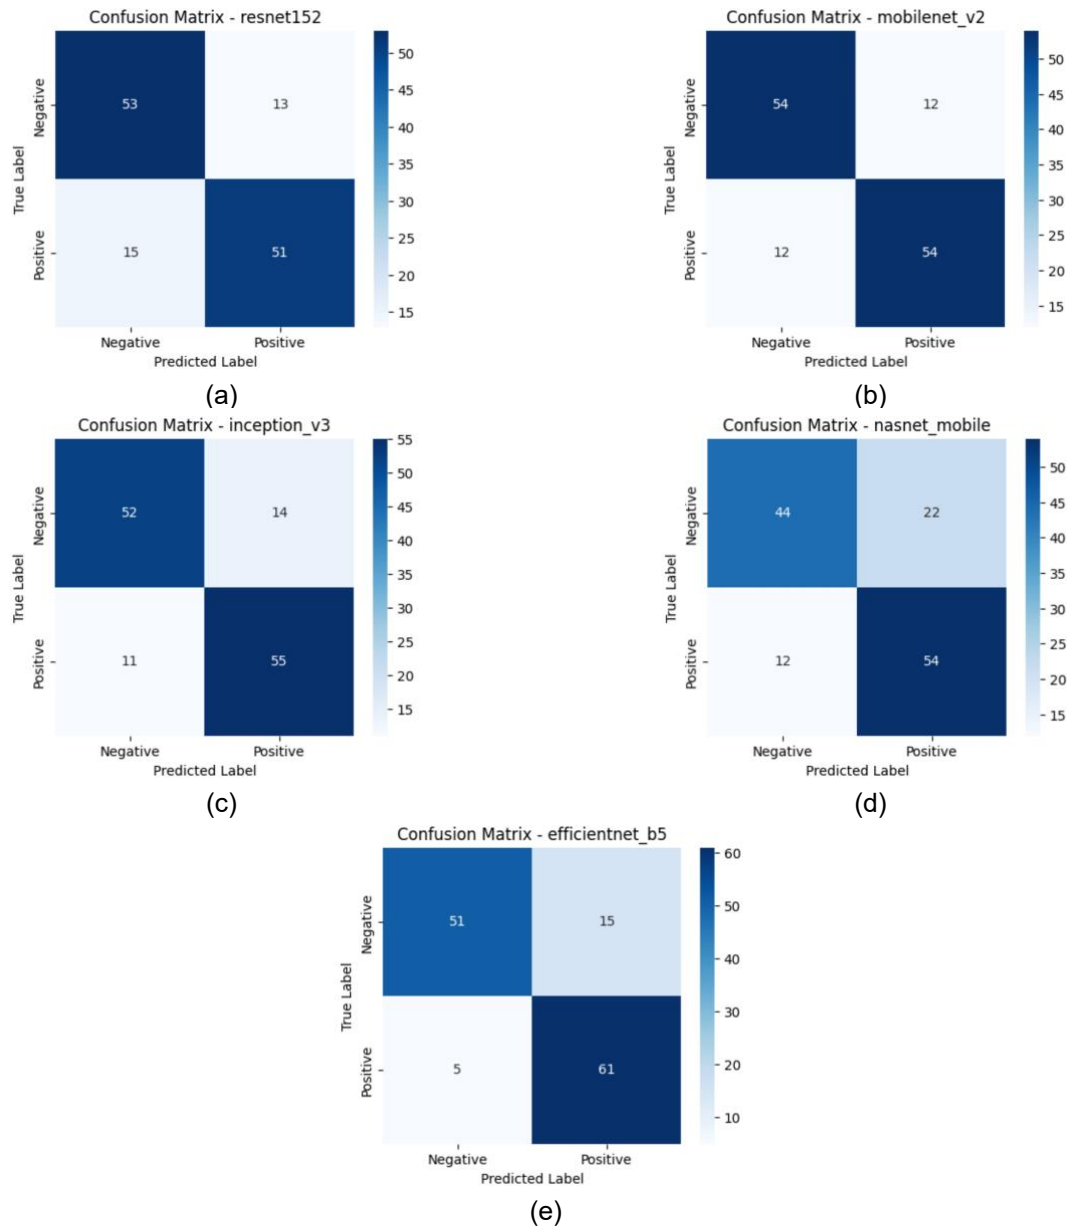 Confusion Matrix - resnet152
50
45
40
35
30
25
20
15
True Label
Negative
Positive
53 13
15 51
Negative Positive
Predicted Label
(a)
Confusion Matrix - mobilenet_v2
50
45
40
35
30
25
20
15
True Label
Negative
Positive
54 12
12 54
Negative Positive
Predicted Label
(b)
Confusion Matrix - inception_v3
55
50
45
40
35
30
25
20
15
True Label
Negative
Positive
52 14
11 55
Negative Positive
Predicted Label
(c)
Confusion Matrix - nasnet_mobile
50
45
40
35
30
25
20
15
True Label
Negative
Positive
44 22
12 54
Negative Positive
Predicted Label
(d)
Confusion Matrix - efficientnet_b5
60
50
40
30
20
10
True Label
Negative
Positive
51 15
5 61
Negative Positive
Predicted Label
(e)